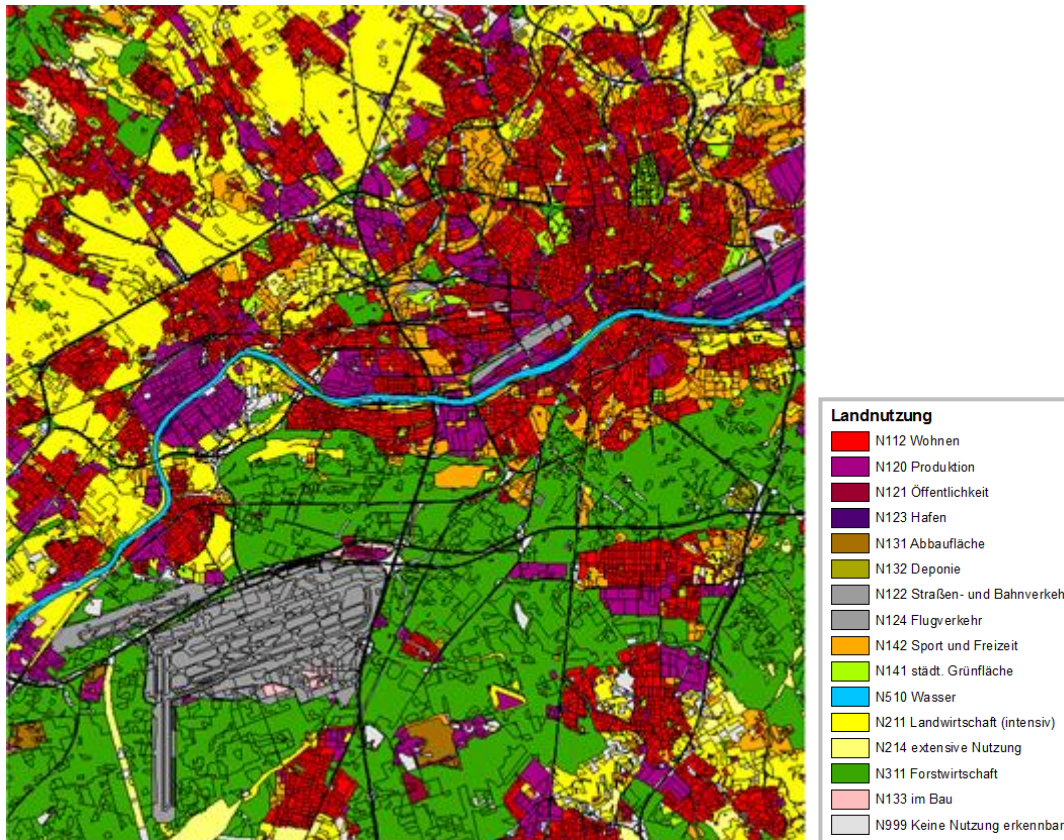 Landnutzung
N112 Wohnen
N120 Produktion
N121 Öffentlichkeit
N123 Hafen
N131 Abbaufläche
N132 Deponie
N122 Straßen- und Bahnverkeh
N124 Flugverkehr
N142 Sport und Freizeit
N141 städt. Grünfläche
N510 Wasser
N211 Landwirtschaft (intensiv)
N214 extensive Nutzung
N311 Forstwirtschaft
N133 im Bau
N999 Keine Nutzung erkennbar